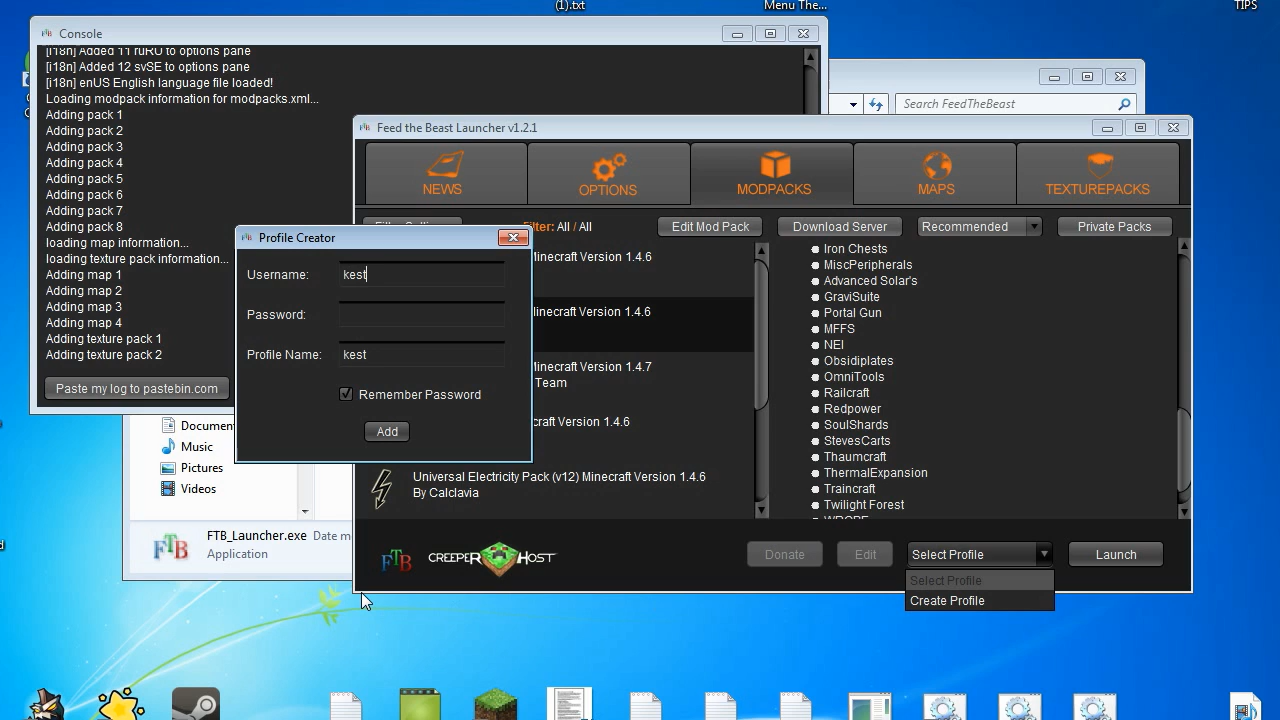 (1).txt
Menu The...
TIPS
Console
[i18n] Added 11 ruRU to options pane
[i18n] Added 12 svSE to options pane
[i18n] enUS English language file loaded!
Loading modpack information for modpacks.xml...
Adding pack 1
Adding pack 2
Adding pack 3
Adding pack 4
Adding pack 5
Adding pack 6
Adding pack 7
Adding pack 8
loading map information...
loading texture pack information...
Adding map 1
Adding map 2
Adding map 3
Adding map 4
Adding texture pack 1
Adding texture pack 2
Paste my log to pastebin.com
Search FeedTheBeast
Feed the Beast Launcher v1.2.1
NEWS
OPTIONS
MODPACKS
MAPS
TEXTUREPACKS
Filter: All / All
Edit Mod Pack
Download Server
Recommended
Private Packs
Minecraft Version 1.4.6
Minecraft Version 1.4.6
Minecraft Version 1.4.7
Team
craft Version 1.4.6
Universal Electricity Pack (v12) Minecraft Version 1.4.6
By Calclavia
Iron Chests
MiscPeripherals
Advanced Solar's
GraviSuite
Portal Gun
MFFS
NEI
Obsidiplates
OmniTools
Railcraft
Redpower
SoulShards
StevesCarts
Thaumcraft
ThermalExpansion
Traincraft
Twilight Forest
Profile Creator
Username:
kest
Password:
Profile Name:
kest
Remember Password
Add
Documen
Music
Pictures
Videos
FTB_Launcher.exe Date m
Application
FTB
CREEPER HOST
Donate
Edit
Select Profile
Launch
Select Profile
Create Profile
FTB